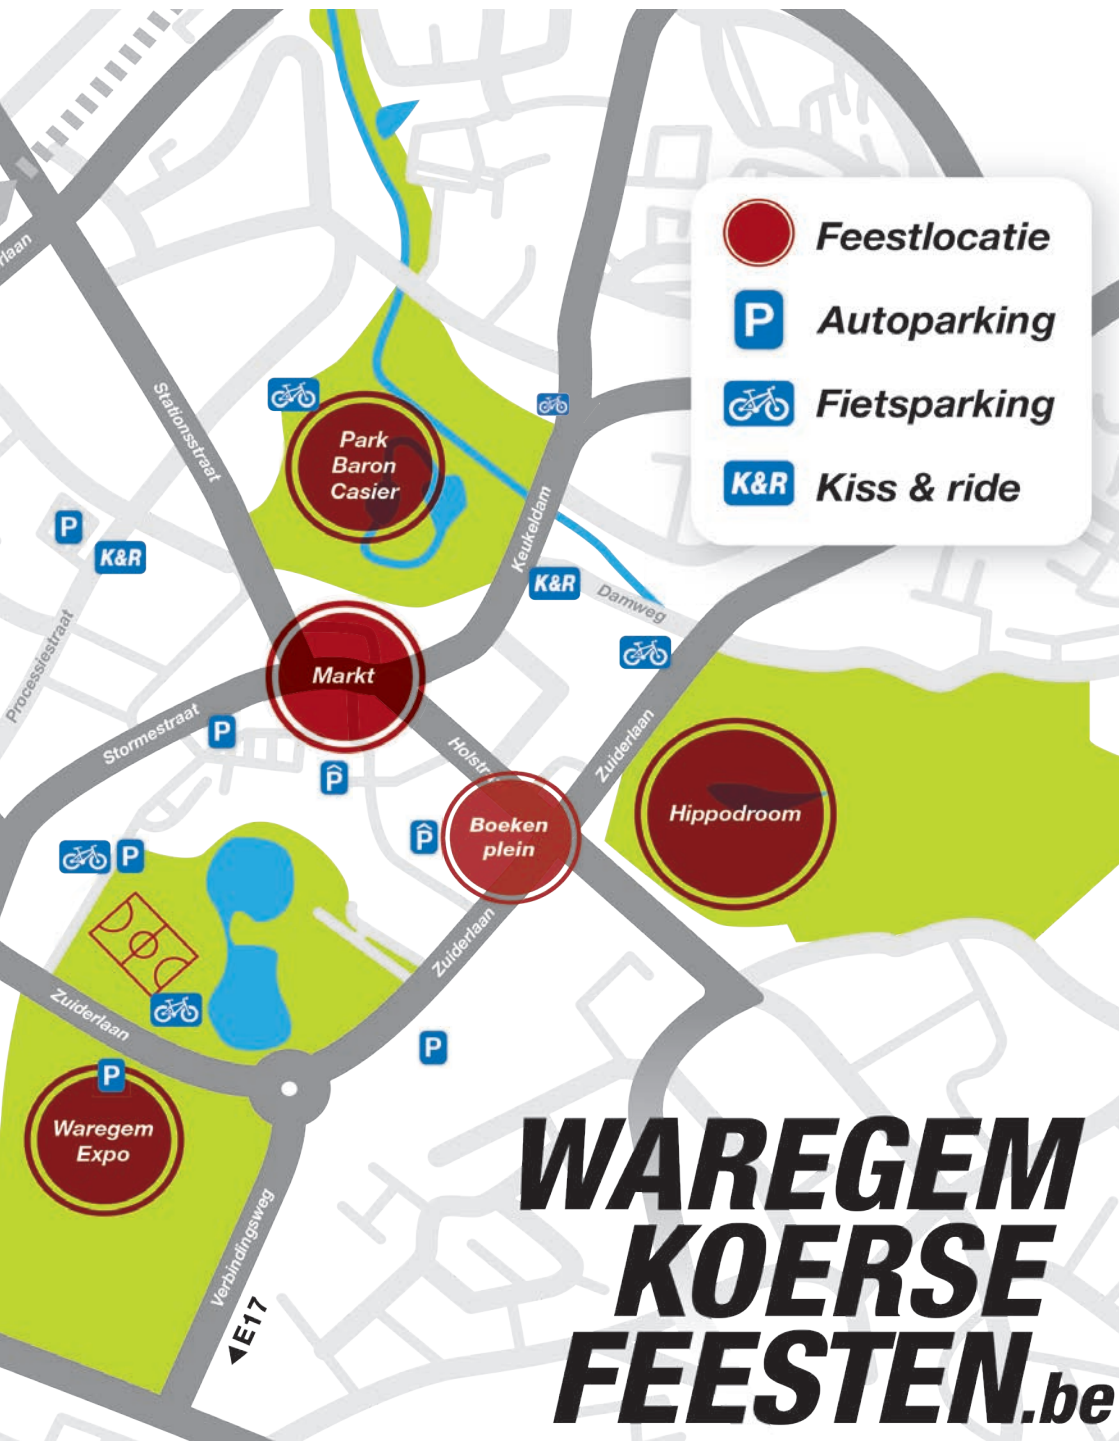 rlaan
Feestlocatie
P
Autoparking
Fietsparking
K&R
Kiss & ride
Stationsstraat
Park
Baron
Casier
Keukeldam
P
K&R
K&R
Damweg
Processiestraat
Markt
Stormestraat
P
P
Holstr
Zuiderlaan
Hippodroom
Boeken
plein
P
P
Zuiderlaan
Zuiderlaan
P
P
Waregem
Expo
Verbindingsweg
E17
WAREGEM
KOERSE
FEESTEN.be